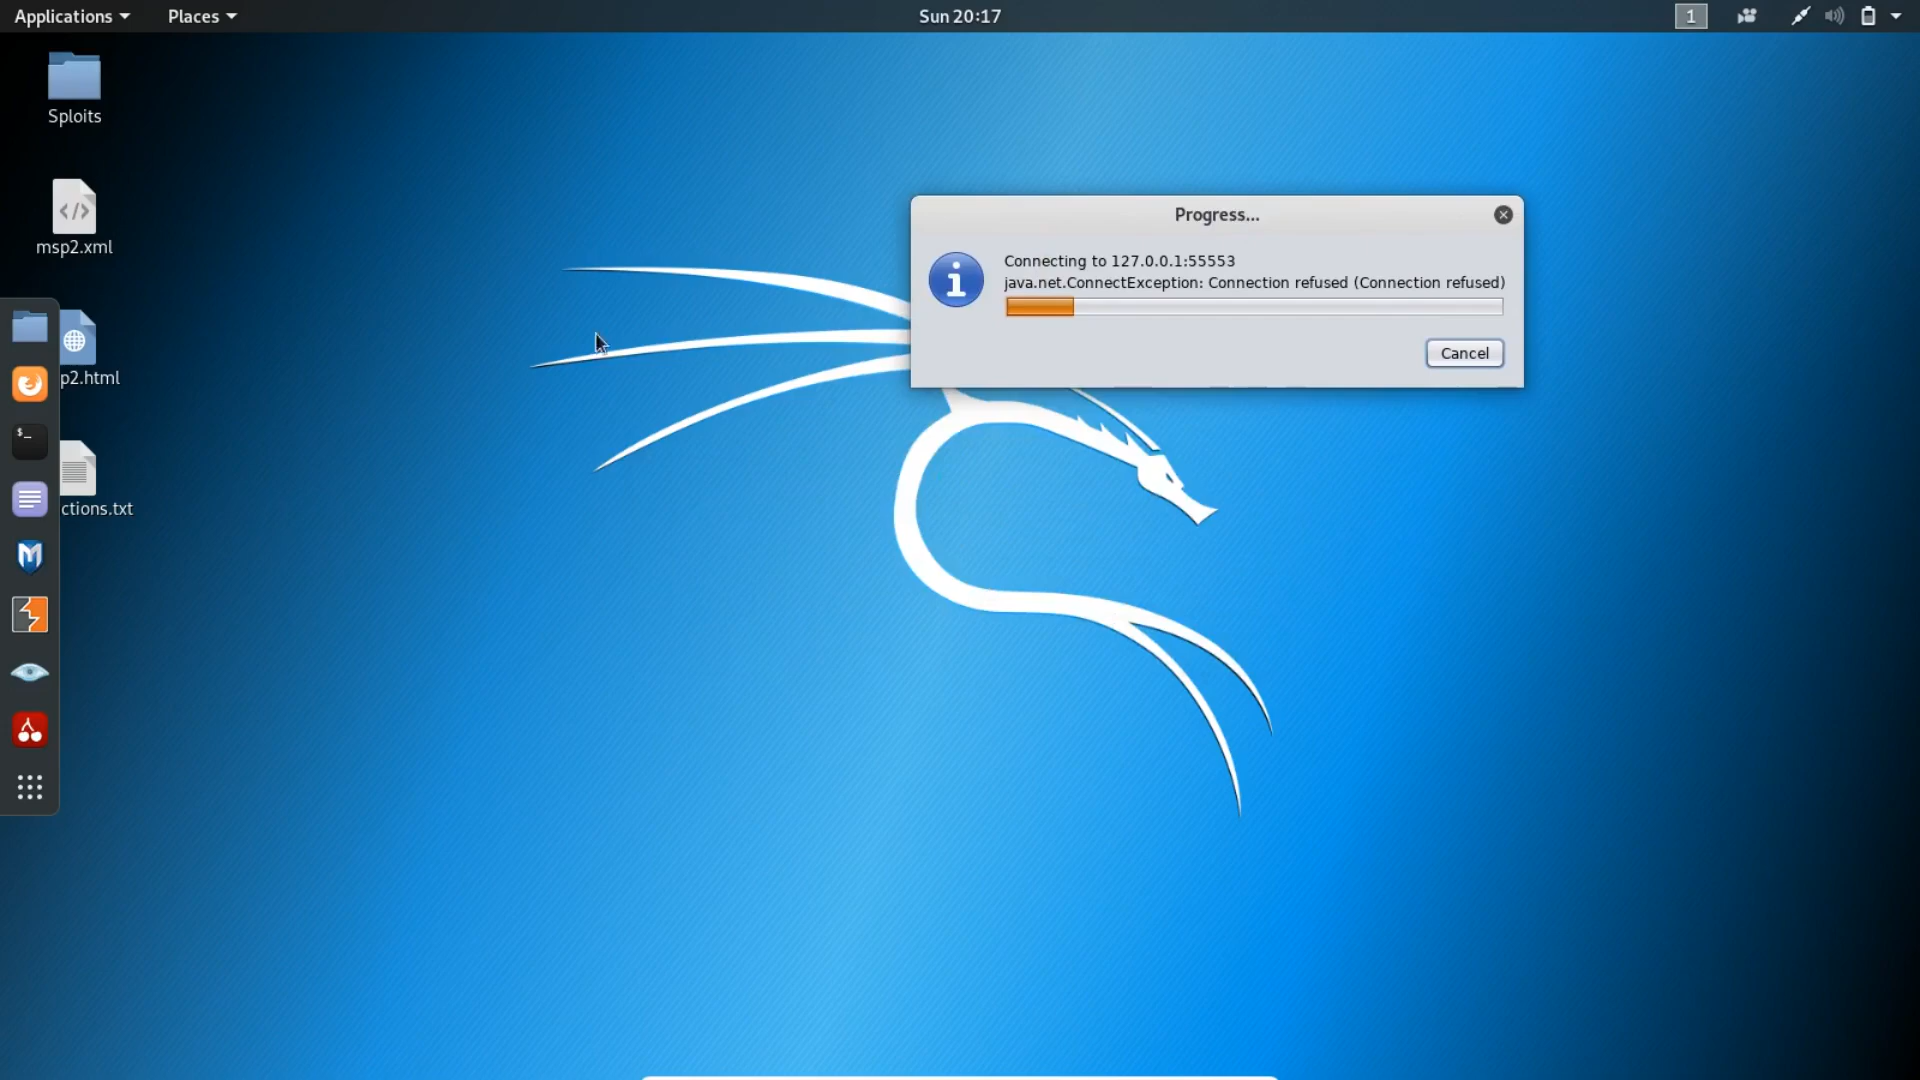 Applications
Places
Sun 20:17
1
Sploits
msp2.xml
p2.html
ctions.txt
$_
Progress...
Connecting to 127.0.0.1:55553
java.net.ConnectException: Connection refused (Connection refused)
Cancel